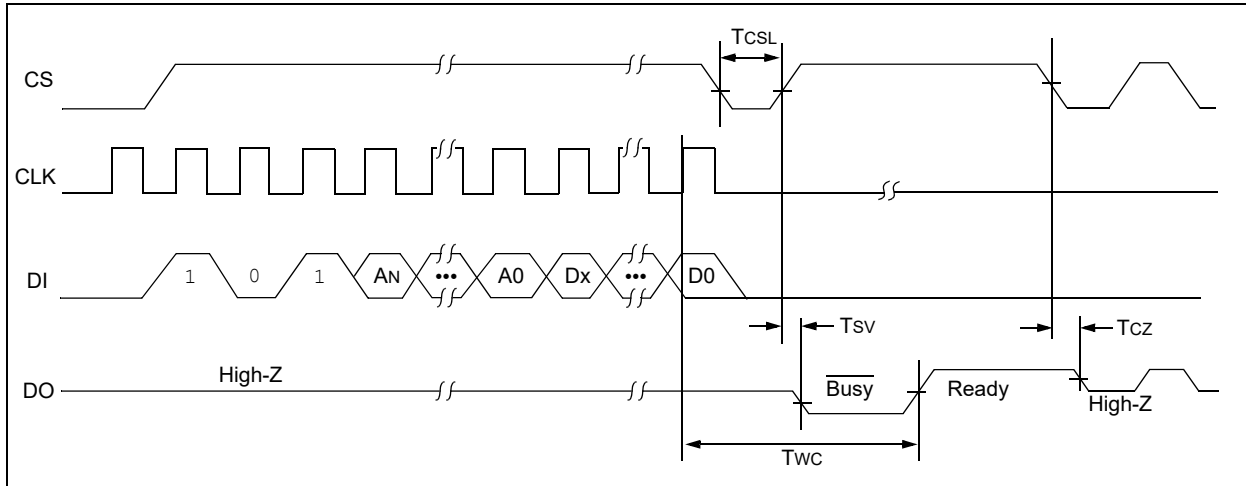 TCSL
CS
CLK
DI 1 0 1 AN ••• A0 Dx ••• D0
TSV TCZ
High-Z
DO Busy Ready High-Z
TWC